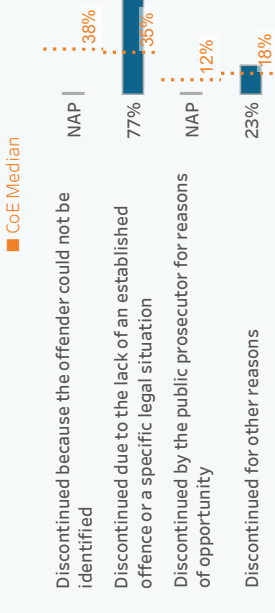 CoE Median
Discontinued because the offender could not be
identified
NAP
38%
Discontinued due to the lack of an established
offence or a specific legal situation
77%
35%
Discontinued by the public prosecutor for reasons
of opportunity
NAP
12%
Discontinued for other reasons
23%
18%